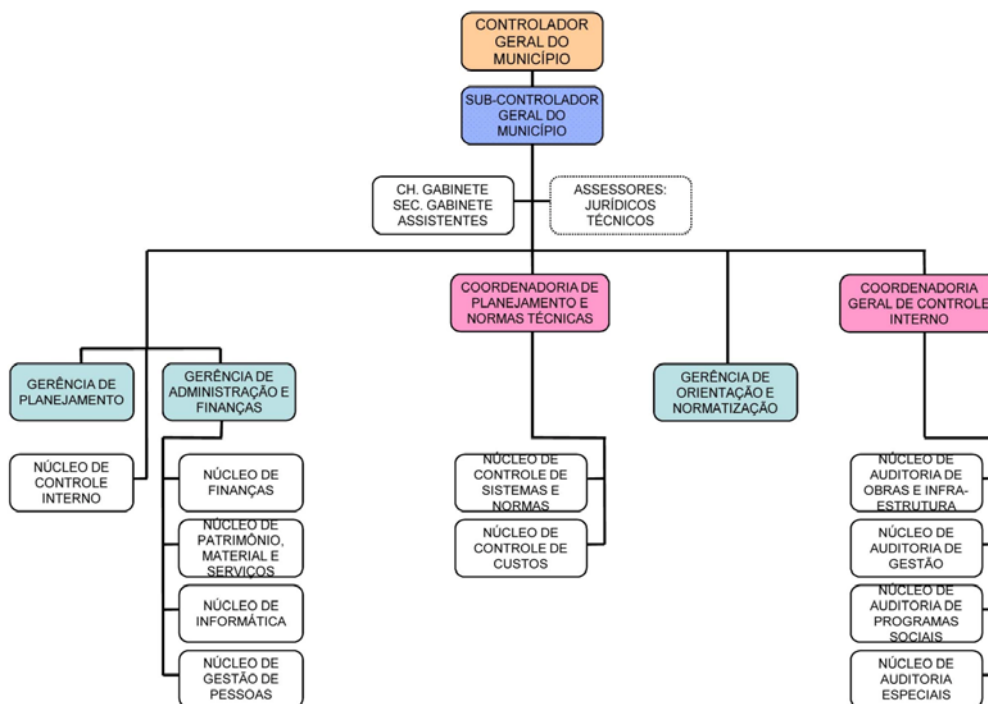 CONTROLADOR
GERAL DO
MUNICÍPIO
SUB-CONTROLADOR
GERAL DO
MUNICÍPIO
CH. GABINETE
SEC. GABINETE
ASSISTENTES
ASSESSORES:
JURÍDICOS
TÉCNICOS
COORDENADORIA DE
PLANEJAMENTO E
NORMAS TÉCNICAS
COORDENADORIA
GERAL DE CONTROLE
INTERNO
GERÊNCIA DE
PLANEJAMENTO
GERÊNCIA DE
ADMINISTRAÇÃO E
FINANÇAS
GERÊNCIA DE
ORIENTAÇÃO E
NORMATIZAÇÃO
NÚCLEO DE
CONTROLE
INTERNO
NÚCLEO DE
FINANÇAS
NÚCLEO DE
PATRIMÔNIO,
MATERIAL E
SERVIÇOS
NÚCLEO DE
INFORMÁTICA
NÚCLEO DE
GESTÃO DE
PESSOAS
NÚCLEO DE
CONTROLE DE
SISTEMAS E
NORMAS
NÚCLEO DE
CONTROLE DE
CUSTOS
NÚCLEO DE
AUDITORIA DE
OBRAS E INFRA-
ESTRUTURA
NÚCLEO DE
AUDITORIA DE
GESTÃO
NÚCLEO DE
AUDITORIA DE
PROGRAMAS
SOCIAIS
NÚCLEO DE
AUDITORIA
ESPECIAIS